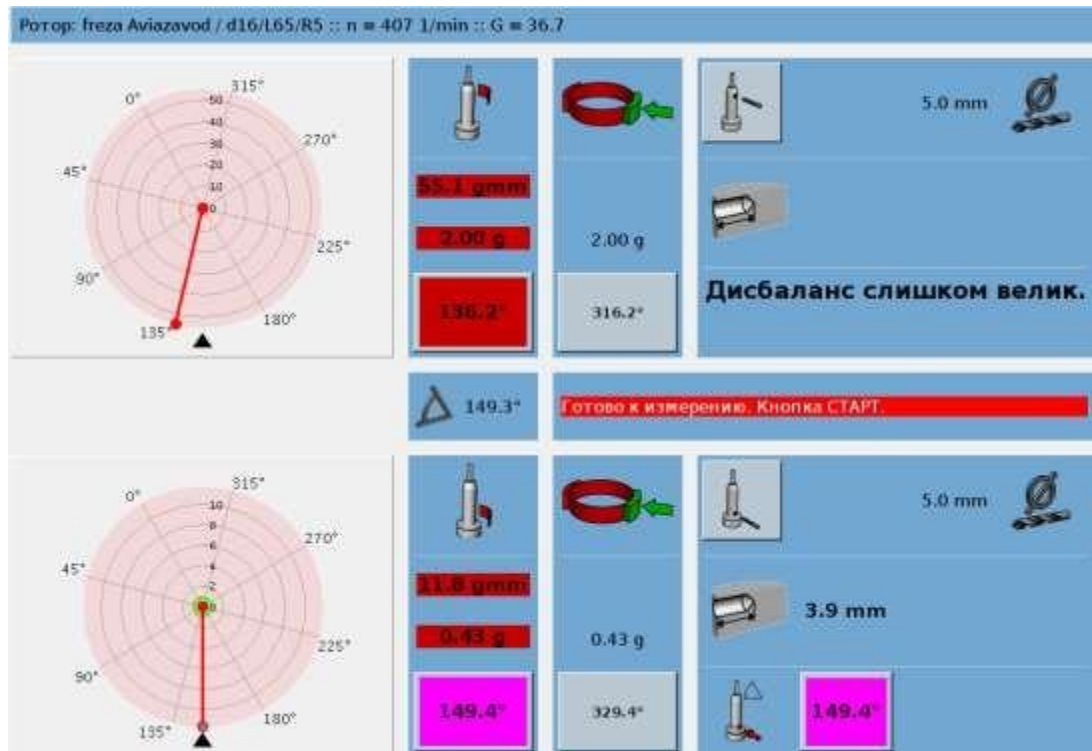 Ротор: freza Aviazavod / d16/L65/R5 :: n = 407 1/min :: G = 36.7
0° 315° 270° 225° 180° 135° 90° 45°
50
40
30
20
10
0
55.1 gmm
2.00 g
136.2°
2.00 g
316.2°
5.0 mm
Дисбаланс слишком велик.
149.3°
Готово к измерению. Кнопка СТАРТ.
0° 315° 270° 225° 180° 135° 90° 45°
10
8
6
4
2
0
11.8 gmm
0.43 g
149.4°
0.43 g
329.4°
5.0 mm
3.9 mm
149.4°